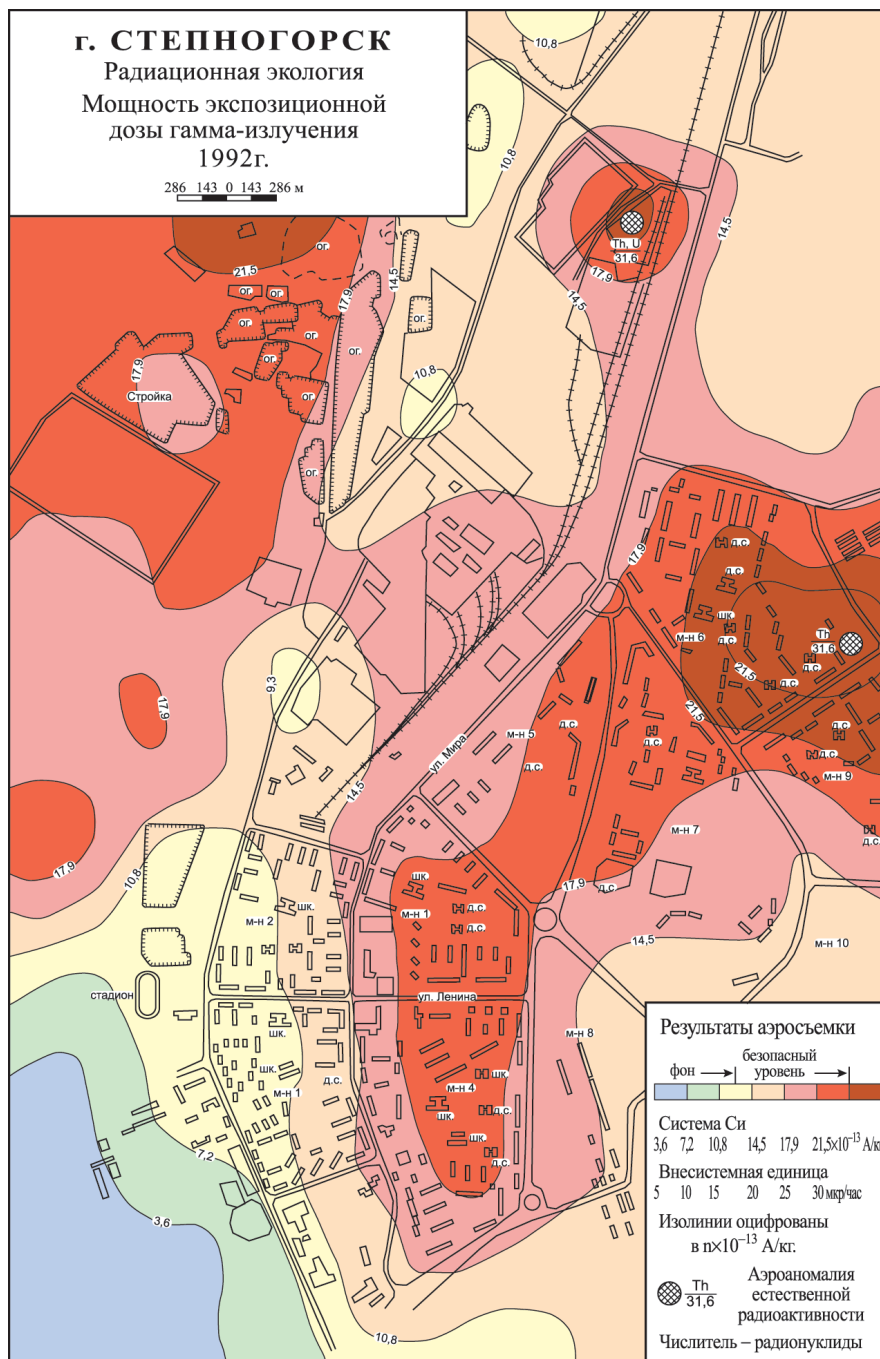 г. СТЕПНОГОРСК
Радиационная экология
Мощность экспозиционной
дозы гамма-излучения
1992г.
286 143 0 143 286 м
10,8
10,8
14,5
Th, U
31,6
17,9
14,5
ог.
21,5
17,9
14,5
ог.
ог.
ог.
ог.
ог.
ог.
ог.
ог.
17,9
Стройка
10,8
ог.
17,9
д.с.
д.с.
шк.
д.с.
м-н 6
Th
31,6
д.с.
21,5
д.с.
9,3
17,9
21,5
м-н 5
д.с.
д.с.
д.с.
ул. Мира
д.с.
д.с.
м-н 9
14,5
м-н 7
д.с.
17,9
10,8
шк.
17,9
д.с.
шк.
м-н 1
д.с.
м-н 2
д.с.
14,5
м-н 10
стадион
ул. Ленина
шк.
м-н 8
шк.
д.с.
шк.
м-н 1
м-н 4
шк.
д.с.
шк.
7,2
шк.
д.с.
3,6
10,8
Результаты аэросъемки
фон
безопасный
уровень
Система Си
3,6 7,2 10,8 14,5 17,9 21,5×10⁻¹³ А/кг
Внесистемная единица
5 10 15 20 25 30 мкр/час
Изолинии оцифрованы
в n×10⁻¹³ А/кг.
Th
31,6
Аэроаномалия
естественной
радиоактивности
Числитель – радионуклиды